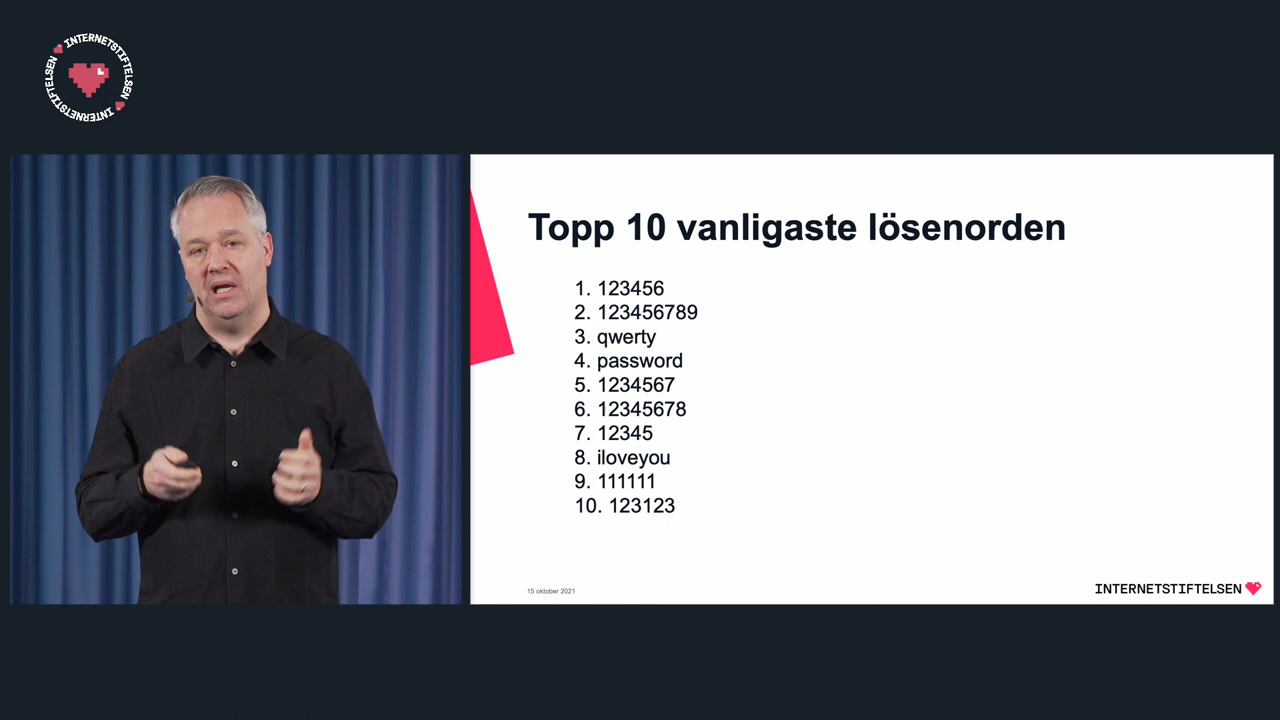 INTERNETSTIFTELSEN
INTERNETSTIFTELSEN
Topp 10 vanligaste lösenorden
1. 123456
2. 123456789
3. qwerty
4. password
5. 1234567
6. 12345678
7. 12345
8. iloveyou
9. 111111
10. 123123
15 oktober 2021
INTERNETSTIFTELSEN